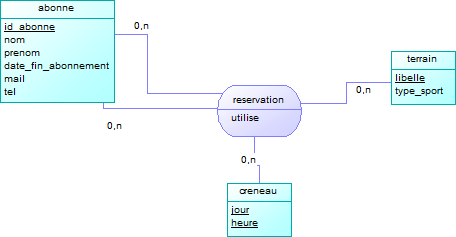 abonne
id_abonne
nom
prenom
date_fin_abonnement
mail
tel
0,n
0,n
reservation
utilise
terrain
libelle
type_sport
0,n
0,n
creneau
jour
heure